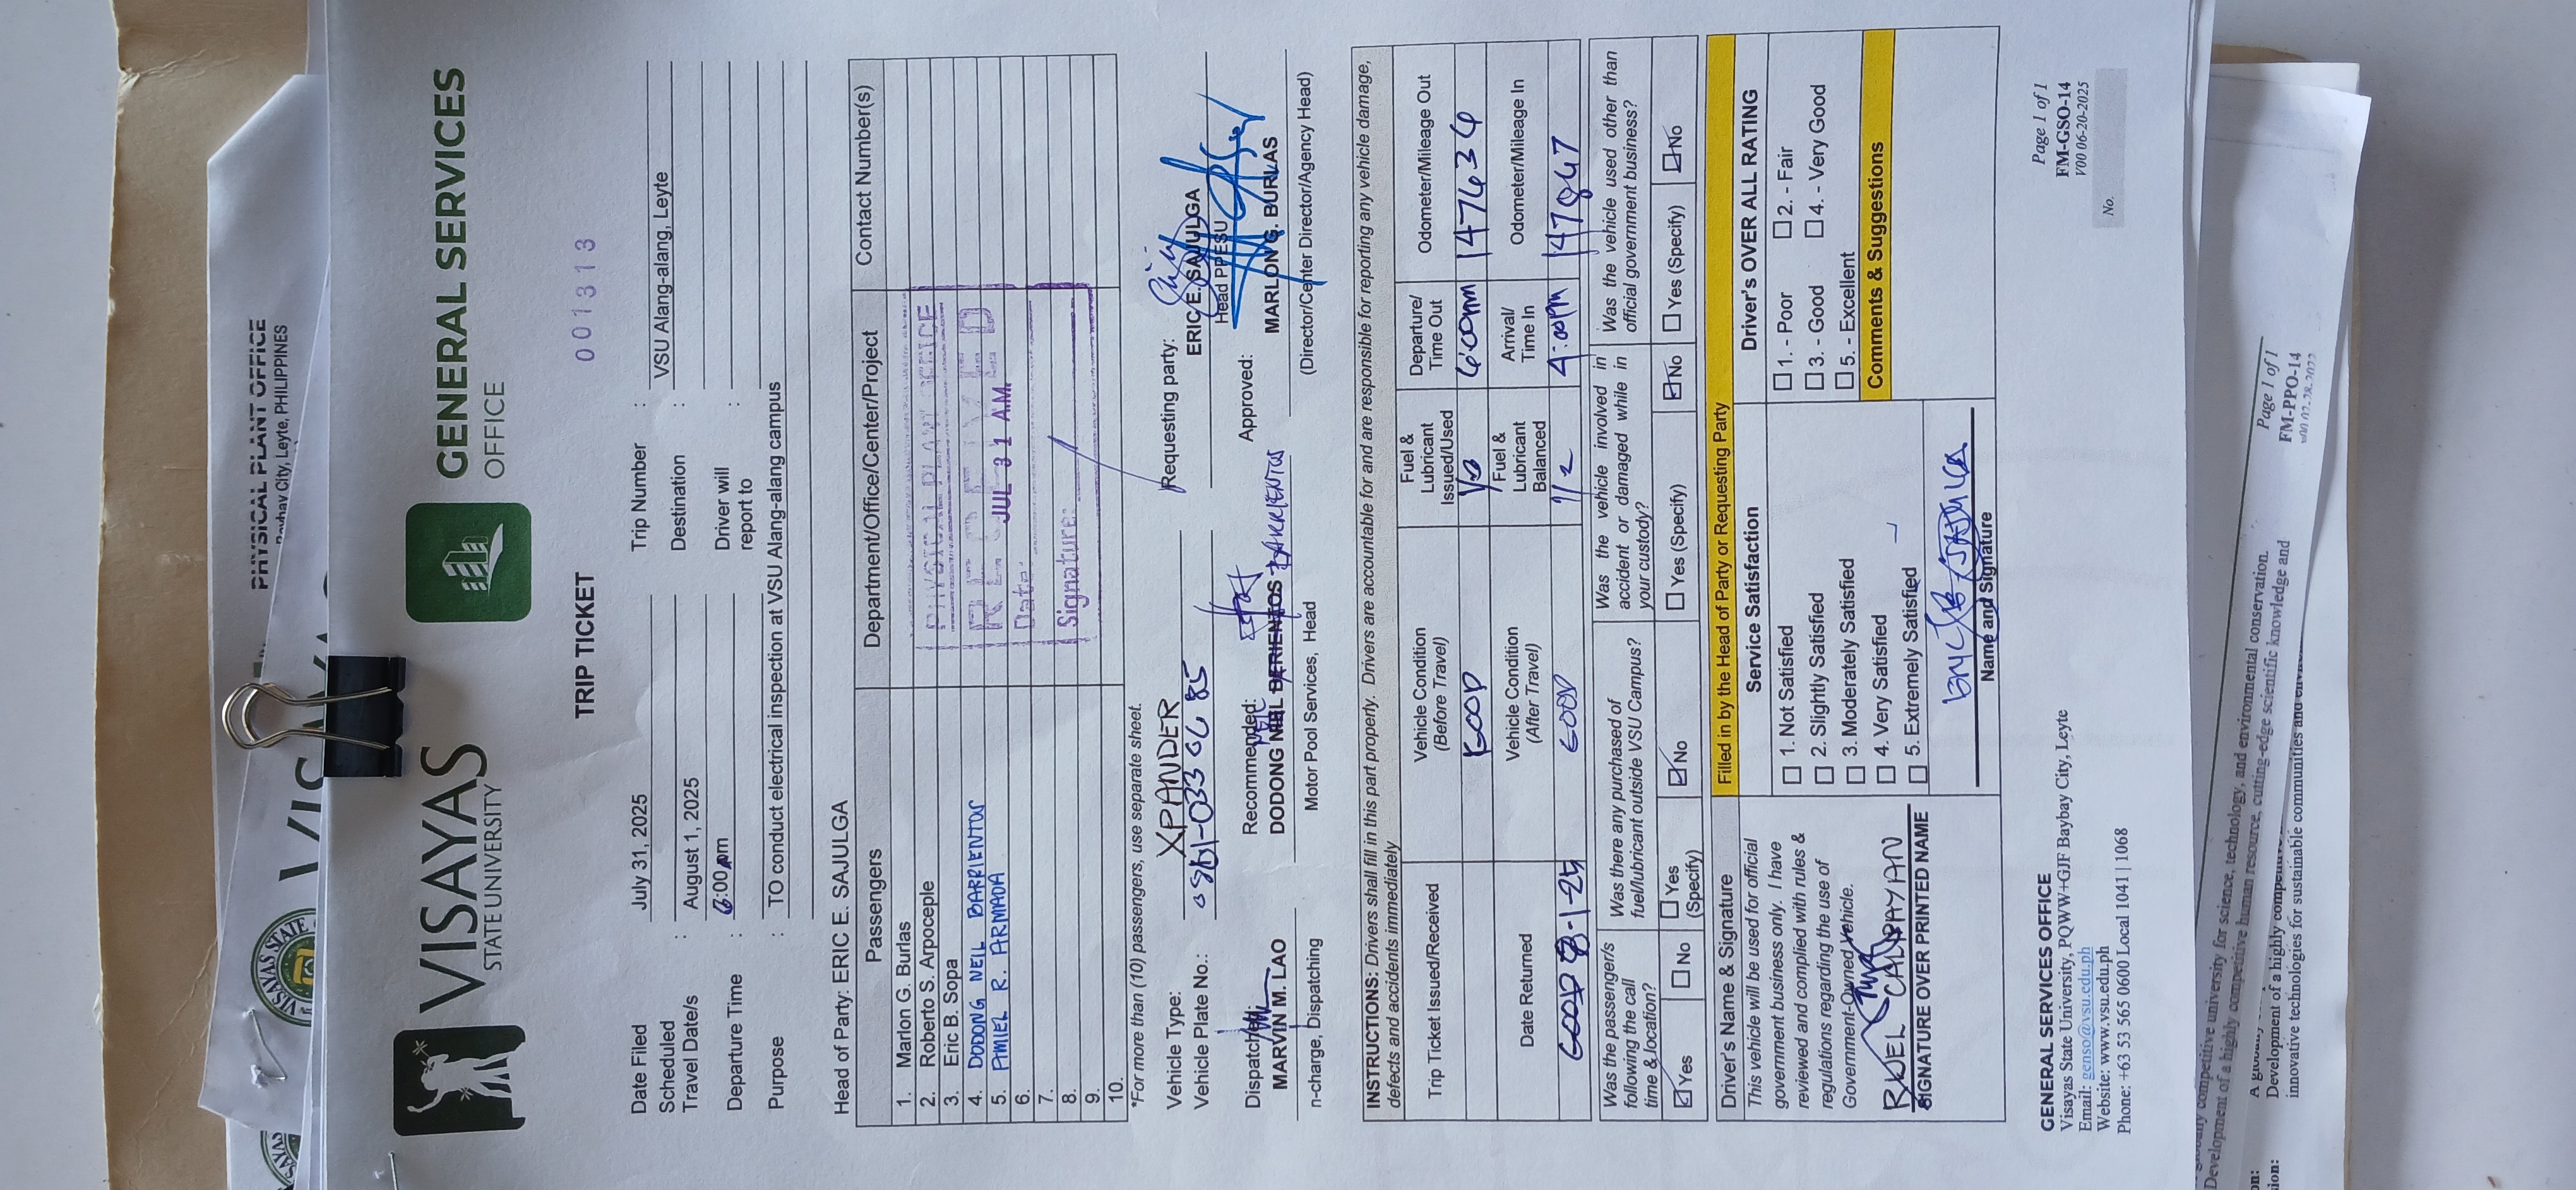 PHYSICAL PLANT OFFICE
Baybay City, Leyte, PHILIPPINES
VISAYAS STATE
VISAYAS
STATE UNIVERSITY
GENERAL SERVICES
OFFICE
TRIP TICKET
001313
Date Filed July 31, 2025 Trip Number :
Scheduled Travel Date/s : August 1, 2025 Destination : VSU Alang-alang, Leyte
Departure Time : 6:00am Driver will report to :
Purpose : TO conduct electrical inspection at VSU Alang-alang campus
Head of Party: ERIC E. SAJULGA
Passengers Department/Office/Center/Project Contact Number(s)
1. Marlon G. Burlas
2. Roberto S. Arpoceple
3. Eric B. Sopa
4. DODONG NEIL BARRIENTOS
5. AMIEL R. ARMADA
6.
7.
8.
9.
10.
PHYSICAL PLANT OFFICE
RECEIVED
Date: JUL 31 AM
Signature:
*For more than (10) passengers, use separate sheet.
Vehicle Type: XPANDER
Vehicle Plate No.:
Requesting party:
ERIC E. SAJULGA
Head PPESU
Dispatch
MARVIN M. LAO
n-charge, Dispatching
Recommended:
DODONG NEIL BARRIENTOS
Motor Pool Services, Head
Approved:
MARLON G. BURLAS
(Director/Center Director/Agency Head)
INSTRUCTIONS: Drivers shall fill in this part properly. Drivers are accountable for and are responsible for reporting any vehicle damage,
defects and accidents immediately
Trip Ticket Issued/Received Vehicle Condition (Before Travel) Fuel & Lubricant Issued/Used Departure/ Time Out Odometer/Mileage Out
GOOD 6:00am 147634
Date Returned Vehicle Condition (After Travel) Fuel & Lubricant Balanced Arrival/ Time In Odometer/Mileage In
GOOD 8-1-25 GOOD 1/2 4:00PM 147847
Was the passenger/s following the call time & location? Yes No
Was there any purchased of fuel/lubricant outside VSU Campus? Yes (Specify) No
Was the vehicle involved in accident or damaged while in your custody? Yes (Specify) No
Was the vehicle used other than official government business? Yes (Specify) No
Driver's Name & Signature
This vehicle will be used for official
government business only. I have
reviewed and complied with rules &
regulations regarding the use of
Government-Owned Vehicle.
SIGNATURE OVER PRINTED NAME
Filled in by the Head of Party or Requesting Party
Service Satisfaction
1. Not Satisfied
2. Slightly Satisfied
3. Moderately Satisfied
4. Very Satisfied
5. Extremely Satisfied
Name and Signature
Driver's OVER ALL RATING
1. - Poor 2. - Fair
3. - Good 4. - Very Good
5. - Excellent
Comments & Suggestions
GENERAL SERVICES OFFICE
Visayas State University, PQWW+GJF Baybay City, Leyte
Email: genso@vsu.edu.ph
Website: www.vsu.edu.ph
Phone: +63 53 565 0600 Local 1041 | 1068
Page 1 of 1
FM-GSO-14
V00 06-20-2025
No.
competitive university for science, technology, and environmental conservation.
Development of a highly competitive human resource, cutting-edge scientific knowledge and
innovative technologies for sustainable communities and
Page 1 of 1
FM-PPO-14